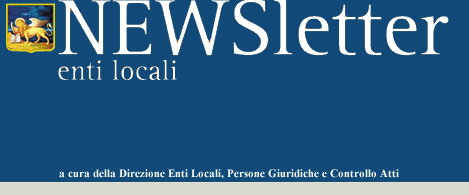 NEWSletter
enti locali
a cura della Direzione Enti Locali, Persone Giuridiche e Controllo Atti